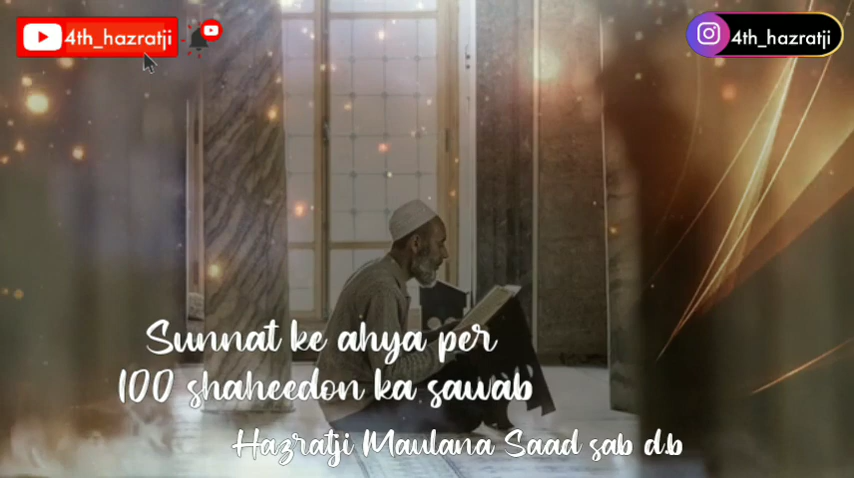 4th_hazratji
4th_hazratji
Sunnat ke ahya per
100 shaheedon ka sawab
Hazratji Maulana Saad sab d.b